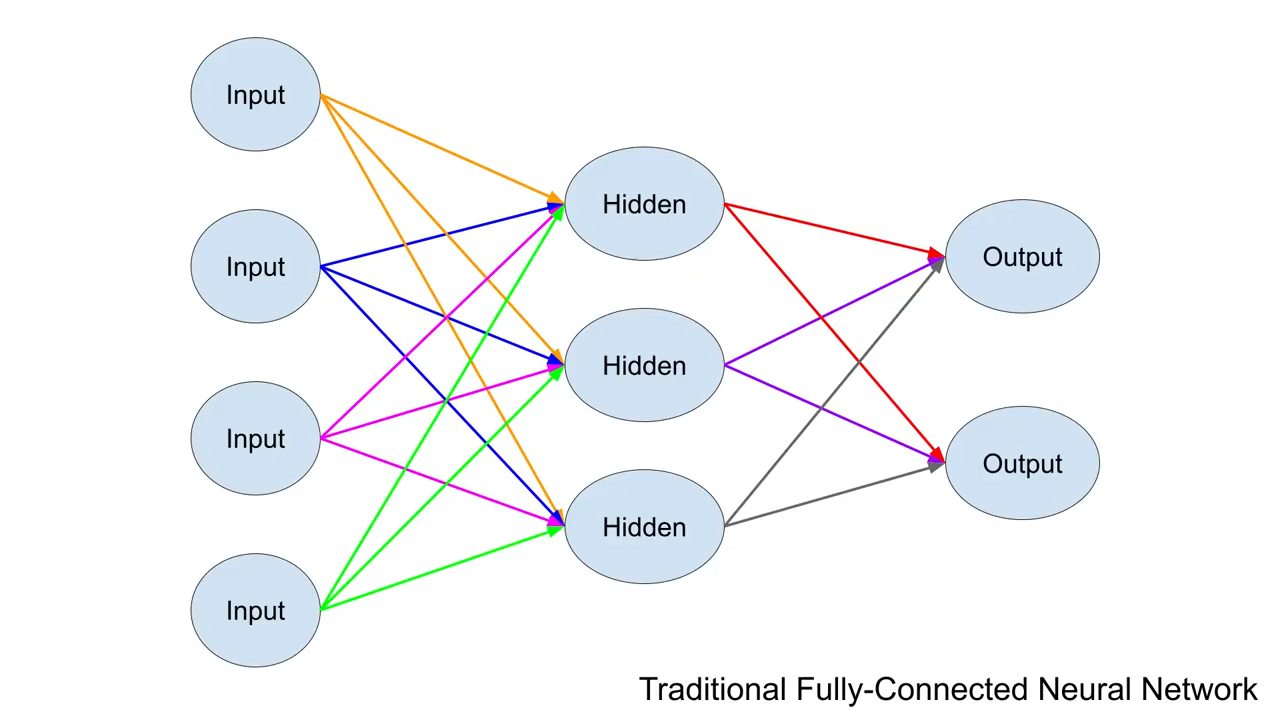 Input
Input
Input
Input
Hidden
Hidden
Hidden
Output
Output
Traditional Fully-Connected Neural Network